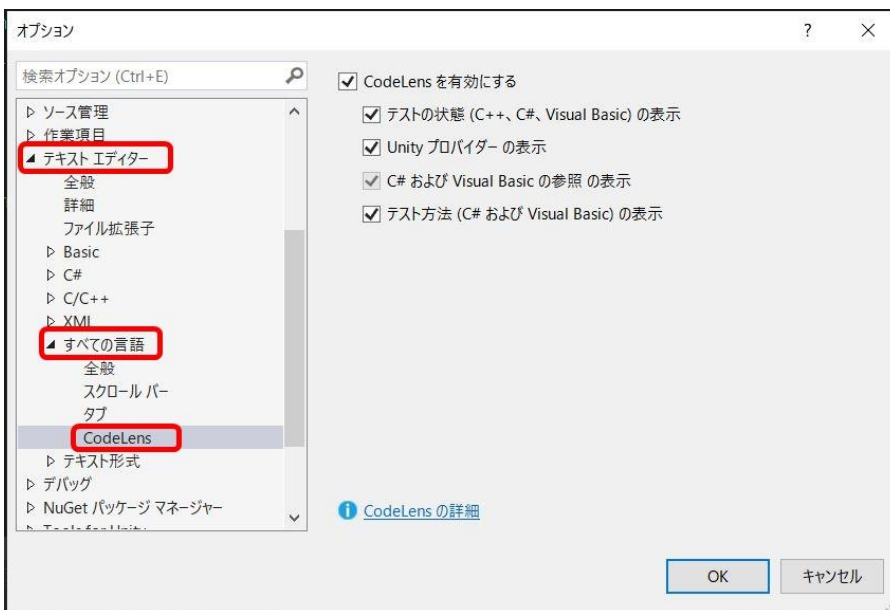 オプション
?
検索オプション (Ctrl+E)
ソース管理
作業項目
テキスト エディター
全般
詳細
ファイル拡張子
Basic
C#
C/C++
XML
すべての言語
全般
スクロール バー
タブ
CodeLens
テキスト形式
デバッグ
NuGet パッケージ マネージャー
Tools for Unity
CodeLens を有効にする
テストの状態 (C++、C#、Visual Basic) の表示
Unity プロバイダー の表示
C# および Visual Basic の参照 の表示
テスト方法 (C# および Visual Basic) の表示
CodeLens の詳細
OK
キャンセル